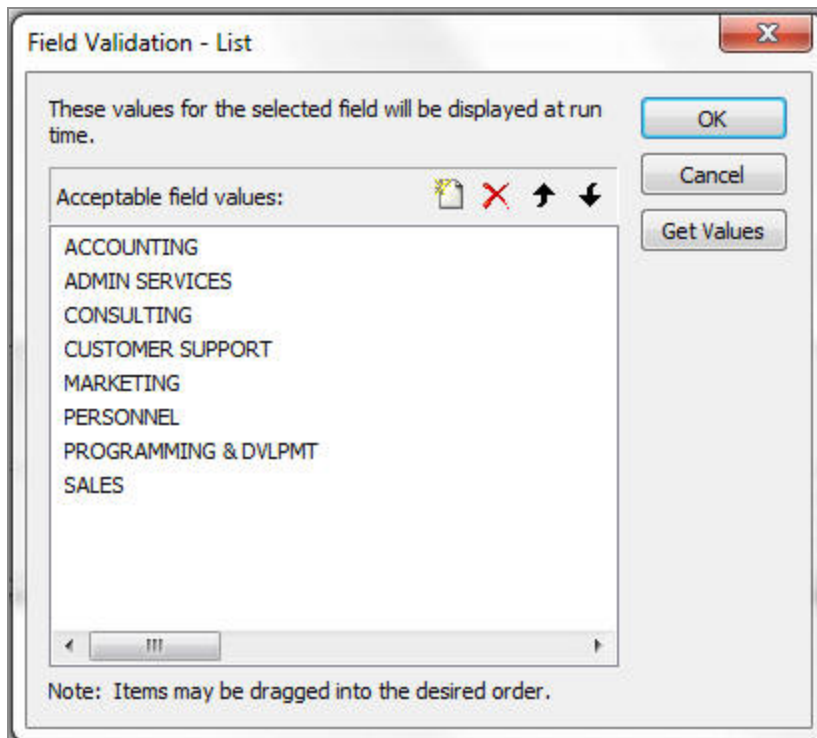 Field Validation - List
These values for the selected field will be displayed at run
time.
OK
Cancel
Get Values
Acceptable field values:
ACCOUNTING
ADMIN SERVICES
CONSULTING
CUSTOMER SUPPORT
MARKETING
PERSONNEL
PROGRAMMING & DVLPMT
SALES
Note: Items may be dragged into the desired order.